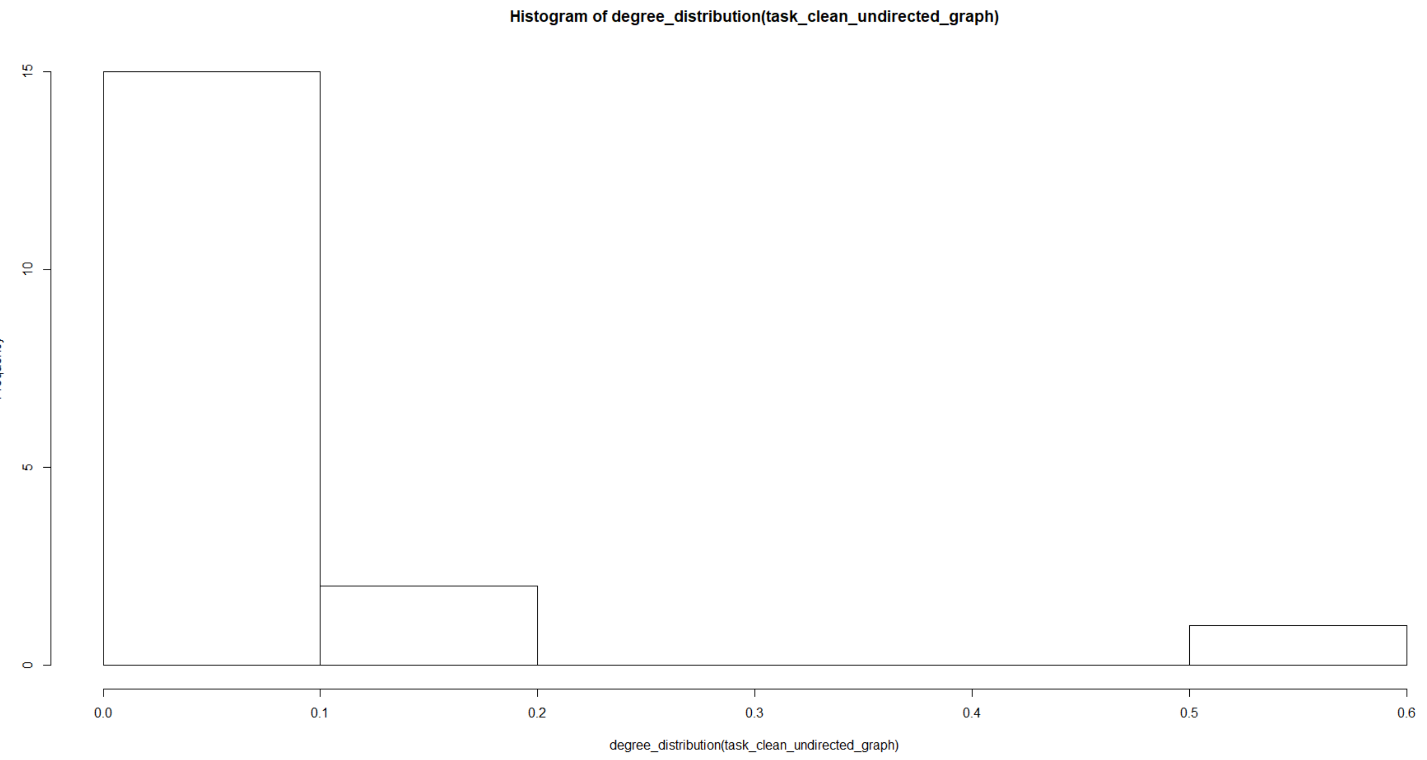 Histogram of degree_distribution(task_clean_undirected_graph)
15
10
5
0
0.0 0.1 0.2 0.3 0.4 0.5 0.6
degree_distribution(task_clean_undirected_graph)